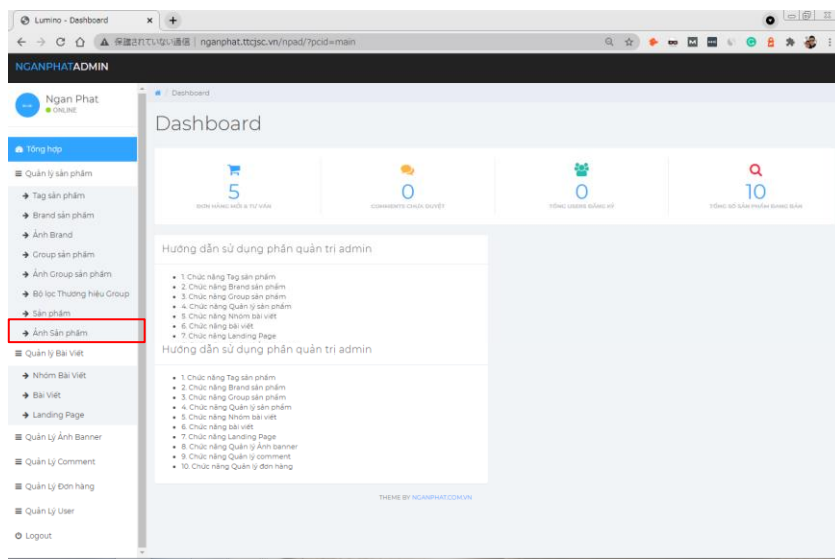 Lumino - Dashboard
保護されていない通信 | nganphat.ttcjsc.vn/npad/?pcid=main
NGANPHATADMIN
Ngan Phat
ONLINE
Tổng hợp
Quản lý sản phẩm
Tag sản phẩm
Brand sản phẩm
Ảnh Brand
Group sản phẩm
Ảnh Group sản phẩm
Bộ lọc Thương hiệu Group
Sản phẩm
Ảnh Sản phẩm
Quản lý Bài Viết
Nhóm Bài Viết
Bài Viết
Landing Page
Quản Lý Ảnh Banner
Quản Lý Comment
Quản Lý Đơn hàng
Quản Lý User
Logout
/ Dashboard
Dashboard
5
ĐƠN HÀNG MỚI & TƯ VẤN
0
COMMENTS CHƯA DUYỆT
0
TỔNG USERS ĐĂNG KÝ
10
TỔNG SỐ SẢN PHẨM ĐANG BÁN
Hướng dẫn sử dụng phần quản trị admin
1. Chức năng Tag sản phẩm
2. Chức năng Brand sản phẩm
3. Chức năng Group sản phẩm
4. Chức năng Quản lý sản phẩm
5. Chức năng Nhóm bài viết
6. Chức năng bài viết
7. Chức năng Landing Page
Hướng dẫn sử dụng phần quản trị admin
1. Chức năng Tag sản phẩm
2. Chức năng Brand sản phẩm
3. Chức năng Group sản phẩm
4. Chức năng Quản lý sản phẩm
5. Chức năng Nhóm bài viết
6. Chức năng bài viết
7. Chức năng Landing Page
8. Chức năng Quản lý Ảnh banner
9. Chức năng Quản lý comment
10. Chức năng Quản lý đơn hàng
THEME BY NGANPHAT.COM.VN